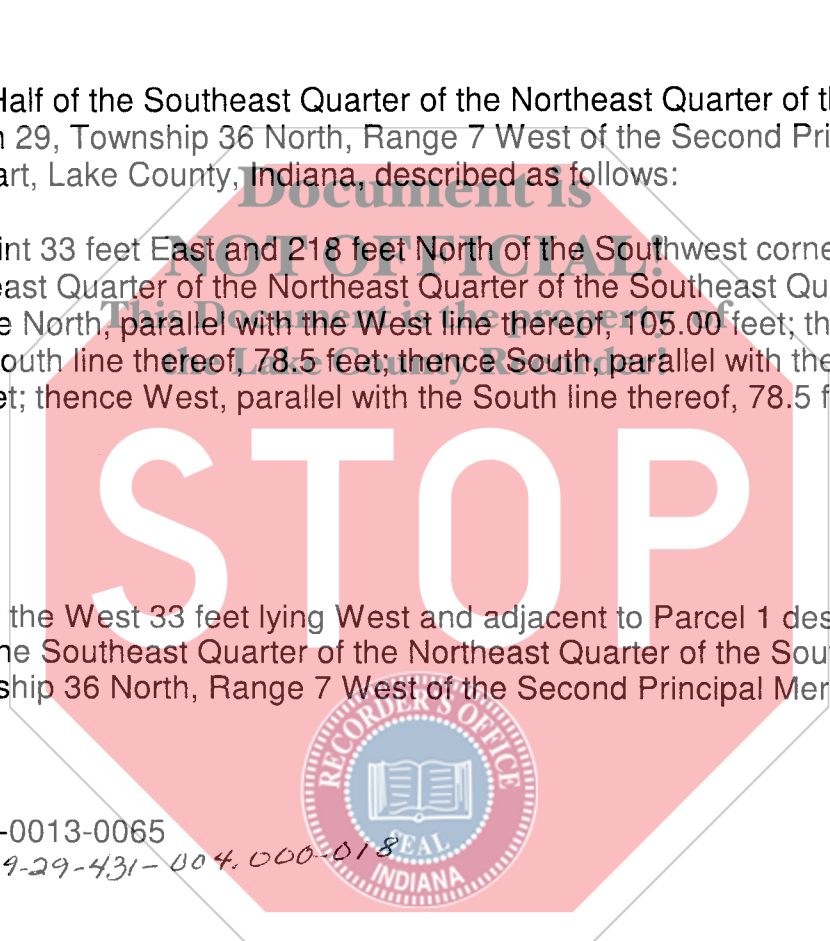 Half of the Southeast Quarter of the Northeast Quarter of th
n 29, Township 36 North, Range 7 West of the Second Pri
art, Lake County, Indiana, described as follows:
Document is
int 33 feet East and 218 feet North of the Southwest corne
NOT OFFICIAL!
east Quarter of the Northeast Quarter of the Southeast Qu
This Document is the property of
e North, parallel with the West line thereof, 105.00 feet; th
the Lake County Recorder!
outh line thereof, 78.5 feet; thence South, parallel with the
et; thence West, parallel with the South line thereof, 78.5 f
STOP
the West 33 feet lying West and adjacent to Parcel 1 des
he Southeast Quarter of the Northeast Quarter of the Sou
ship 36 North, Range 7 West of the Second Principal Mer
RECORDER'S OFFICE
SEAL
INDIANA
-0013-0065
9-29-431-004.000-018